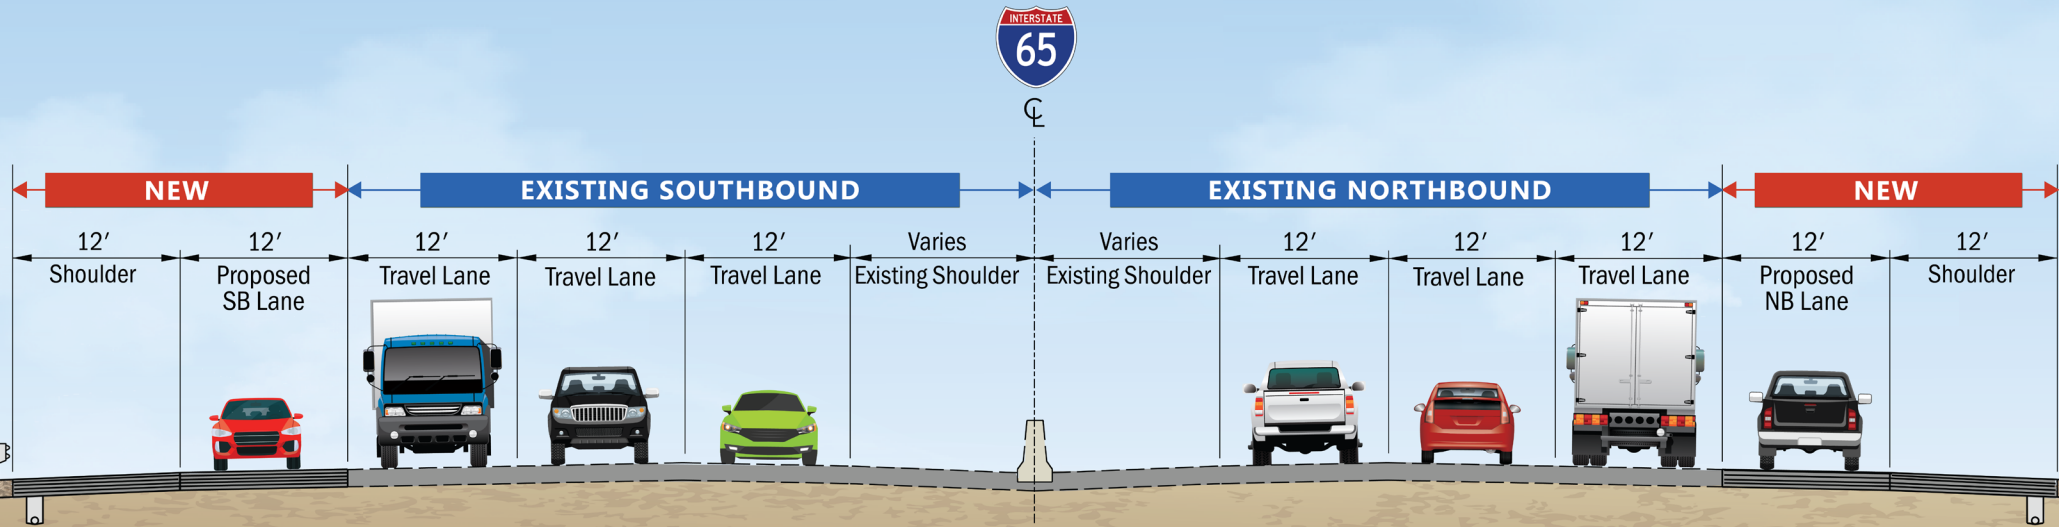 INTERSTATE
65
CL
NEW
EXISTING SOUTHBOUND
EXISTING NORTHBOUND
NEW
12′
12′
12′
12′
12′
Varies
Varies
12′
12′
12′
12′
12′
Shoulder
Proposed
SB Lane
Travel Lane
Travel Lane
Travel Lane
Existing Shoulder
Existing Shoulder
Travel Lane
Travel Lane
Travel Lane
Proposed
NB Lane
Shoulder